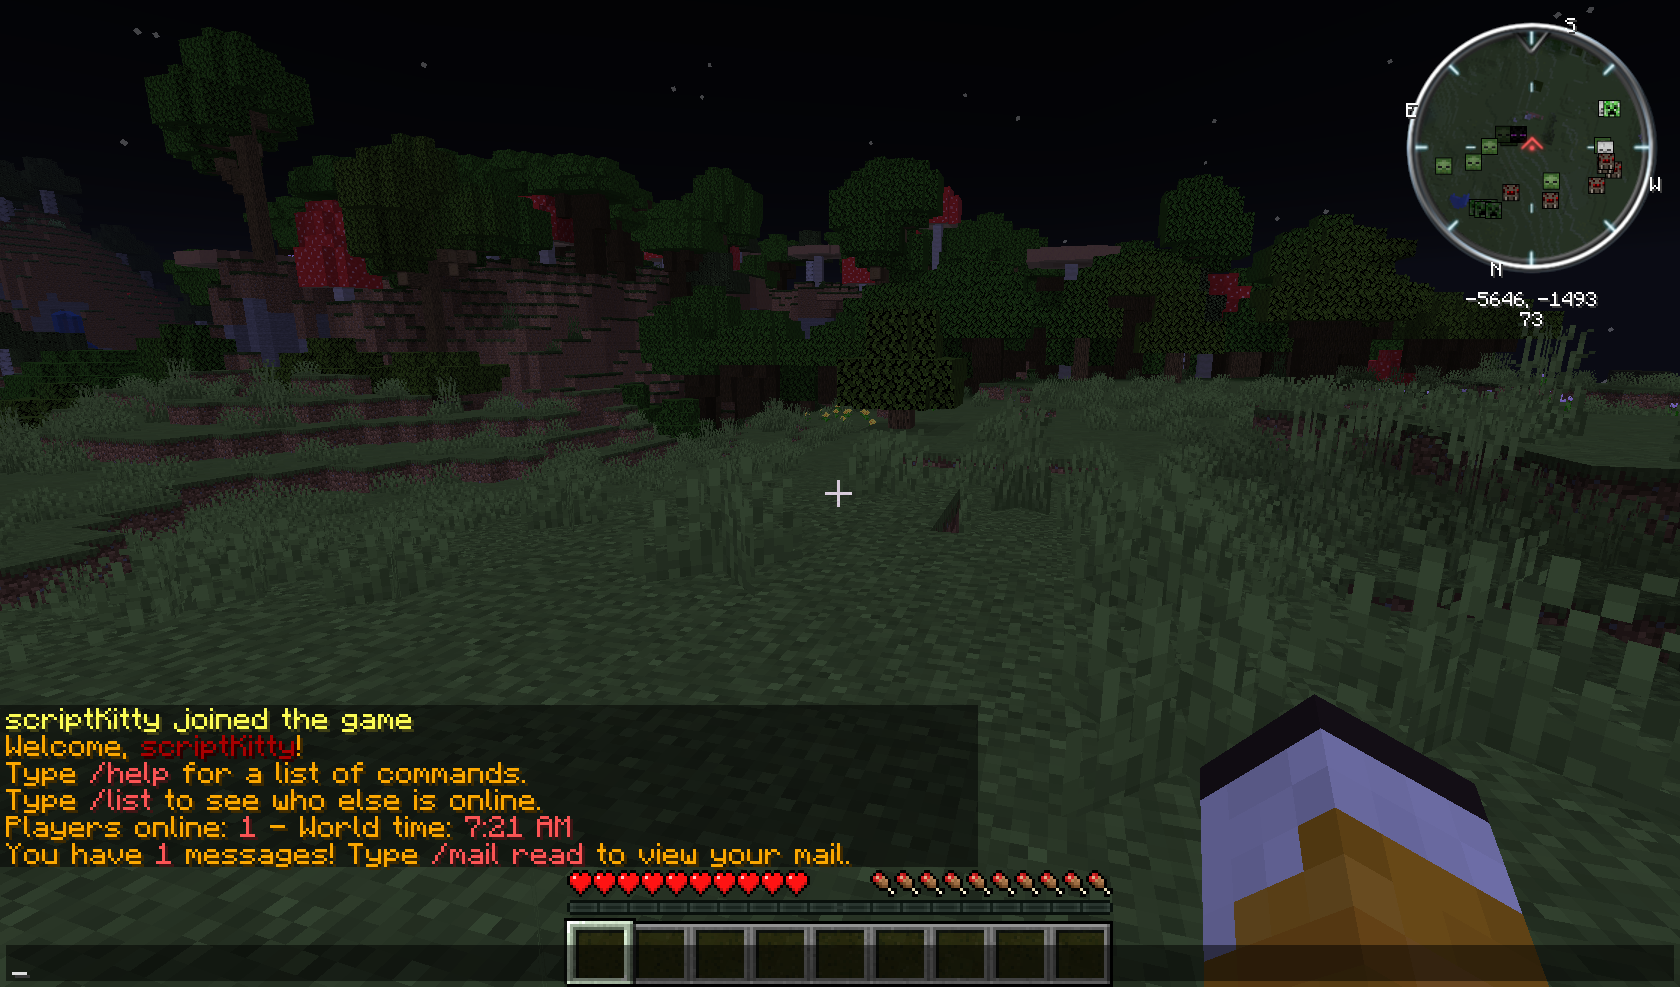 S
E
W
N
-5646, -1493
73
scriptKitty joined the game
Welcome, scriptKitty!
Type /help for a list of commands.
Type /list to see who else is online.
Players online: 1 - World time: 7:21 AM
You have 1 messages! Type /mail read to view your mail.
_